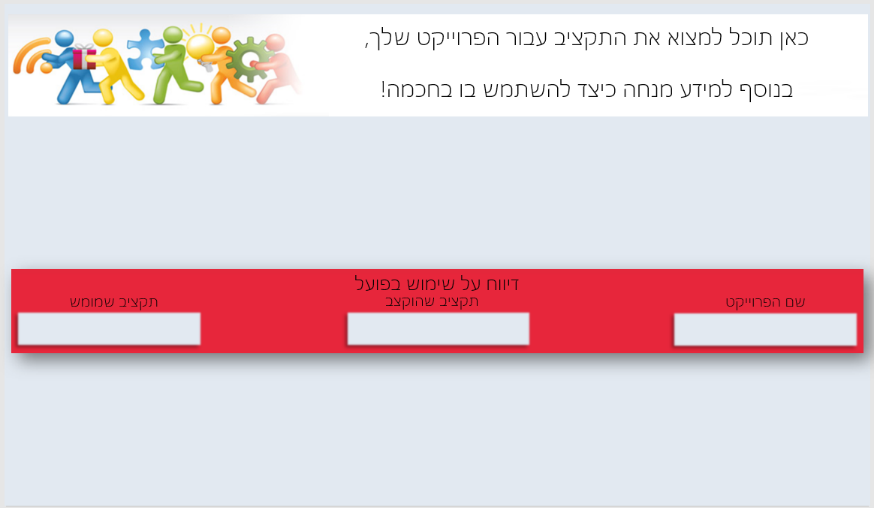 כאן תוכל למצוא את התקציב עבור הפרוייקט שלך,
בנוסף למידע מנחה כיצד להשתמש בו בחכמה!
דיווח על שימוש בפועל
שם הפרוייקט
תקציב שהוקצב
תקציב שמומש